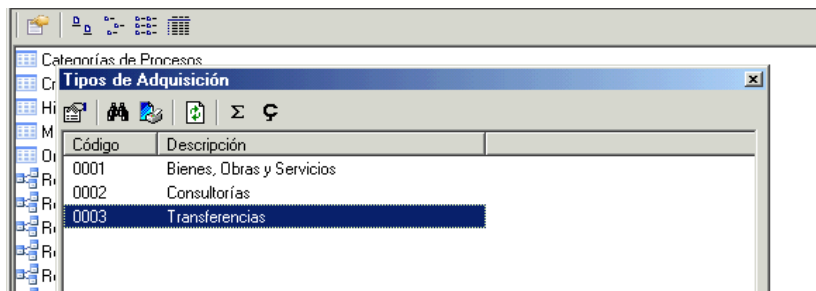 Categorías de Procesos
Tipos de Adquisición
Código Descripción
0001 Bienes, Obras y Servicios
0002 Consultorías
0003 Transferencias